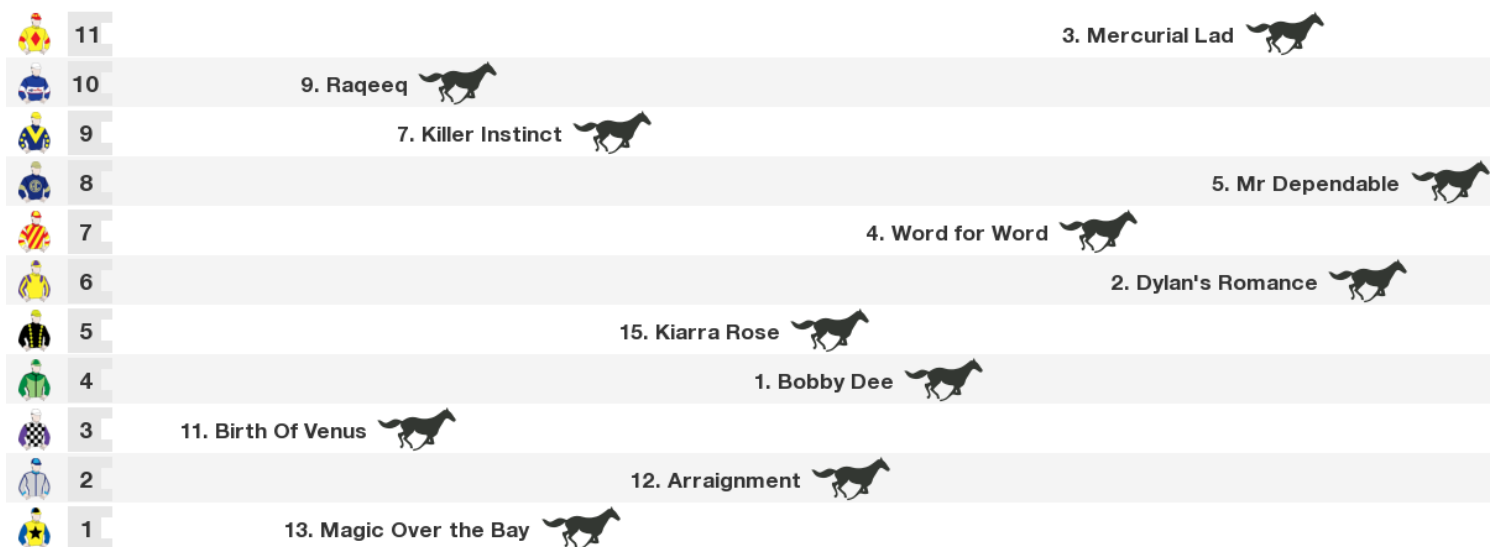 11 3. Mercurial Lad
10 9. Raqeeq
9 7. Killer Instinct
8 5. Mr Dependable
7 4. Word for Word
6 2. Dylan's Romance
5 15. Kiarra Rose
4 1. Bobby Dee
3 11. Birth Of Venus
2 12. Arraignment
1 13. Magic Over the Bay